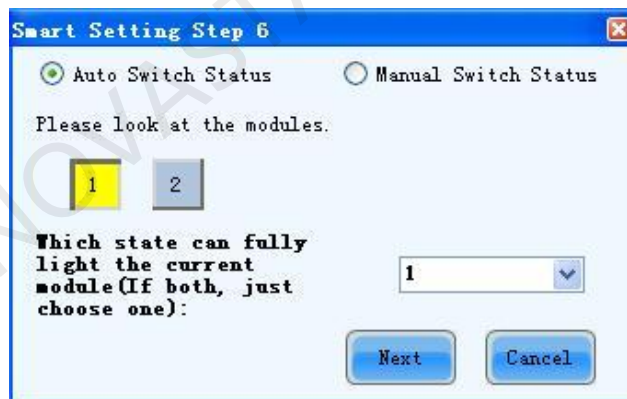 Smart Setting Step 6
Auto Switch Status Manual Switch Status
Please look at the modules.
1 2
Which state can fully
light the current
module(If both, just
choose one):
1
Next Cancel